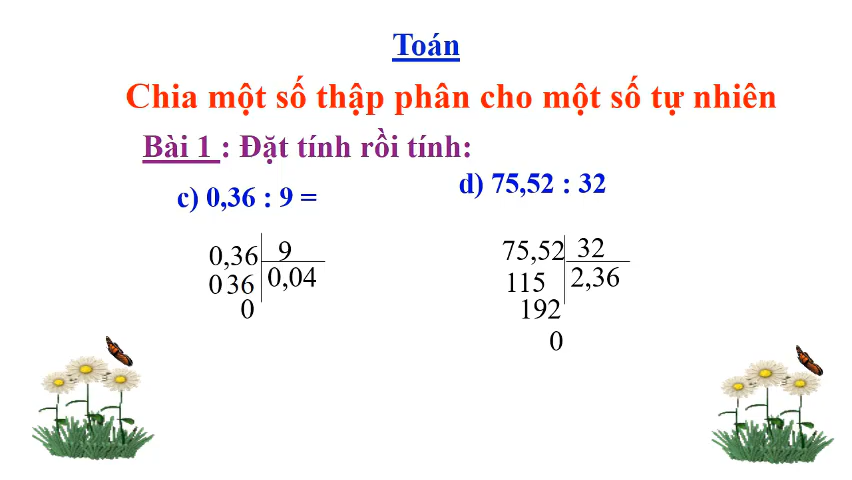 Toán
Chia một số thập phân cho một số tự nhiên
Bài 1 : Đặt tính rồi tính:
c) 0,36 : 9 =
0,36 9
0 36 0,04
0
d) 75,52 : 32
75,52 32
115 2,36
192
0